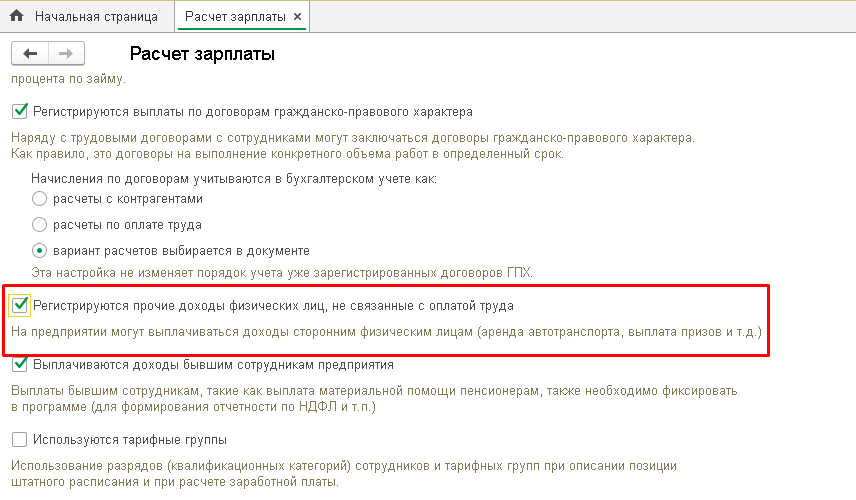 Начальная страница
Расчет зарплаты ×
Расчет зарплаты
процента по займу.
Регистрируются выплаты по договорам гражданско-правового характера
Наряду с трудовыми договорами с сотрудниками могут заключаться договоры гражданско-правового характера.
Как правило, это договоры на выполнение конкретного объема работ в определенный срок.
Начисления по договорам учитываются в бухгалтерском учете как:
расчеты с контрагентами
расчеты по оплате труда
вариант расчетов выбирается в документе
Эта настройка не изменяет порядок учета уже зарегистрированных договоров ГПХ.
Регистрируются прочие доходы физических лиц, не связанные с оплатой труда
На предприятии могут выплачиваться доходы сторонним физическим лицам (аренда автотранспорта, выплата призов и т.д.)
Выплачиваются доходы бывшим сотрудникам предприятия
Выплаты бывшим сотрудникам, такие как выплата материальной помощи пенсионерам, также необходимо фиксировать
в программе (для формирования отчетности по НДФЛ и т.п.)
Используются тарифные группы
Использование разрядов (квалификационных категорий) сотрудников и тарифных групп при описании позиции
штатного расписания и при расчете заработной платы.